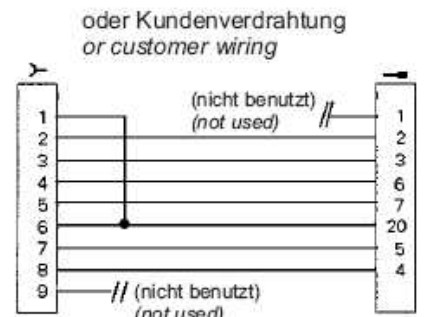 oder Kundenverdrahtung
or customer wiring
(nicht benutzt)
(not used)
1 1
2 2
3 3
4 6
5 7
6 20
7 5
8 4
9 (nicht benutzt)
(not used)